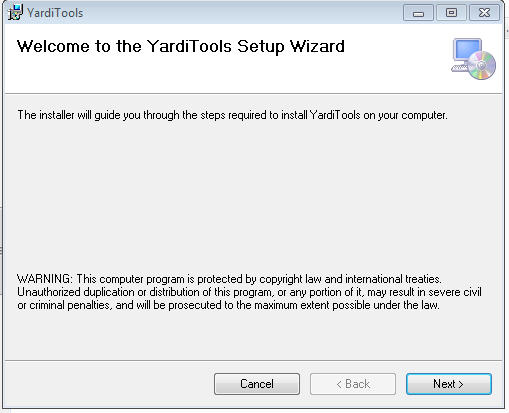 YardiTools
Welcome to the YardiTools Setup Wizard
The installer will guide you through the steps required to install YardiTools on your computer.
WARNING: This computer program is protected by copyright law and international treaties.
Unauthorized duplication or distribution of this program, or any portion of it, may result in severe civil
or criminal penalties, and will be prosecuted to the maximum extent possible under the law.
Cancel
< Back
Next >